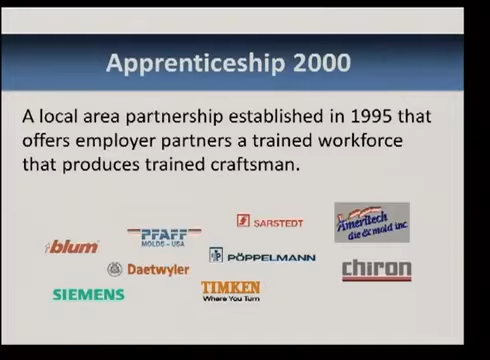 Apprenticeship 2000
A local area partnership established in 1995 that
offers employer partners a trained workforce
that produces trained craftsman.
SARSTEDT
Ameritech
die & mold inc
PFAFF
MOLDS - USA
blum
PÖPPELMANN
Daetwyler
chiron
SIEMENS
TIMKEN
Where You Turn